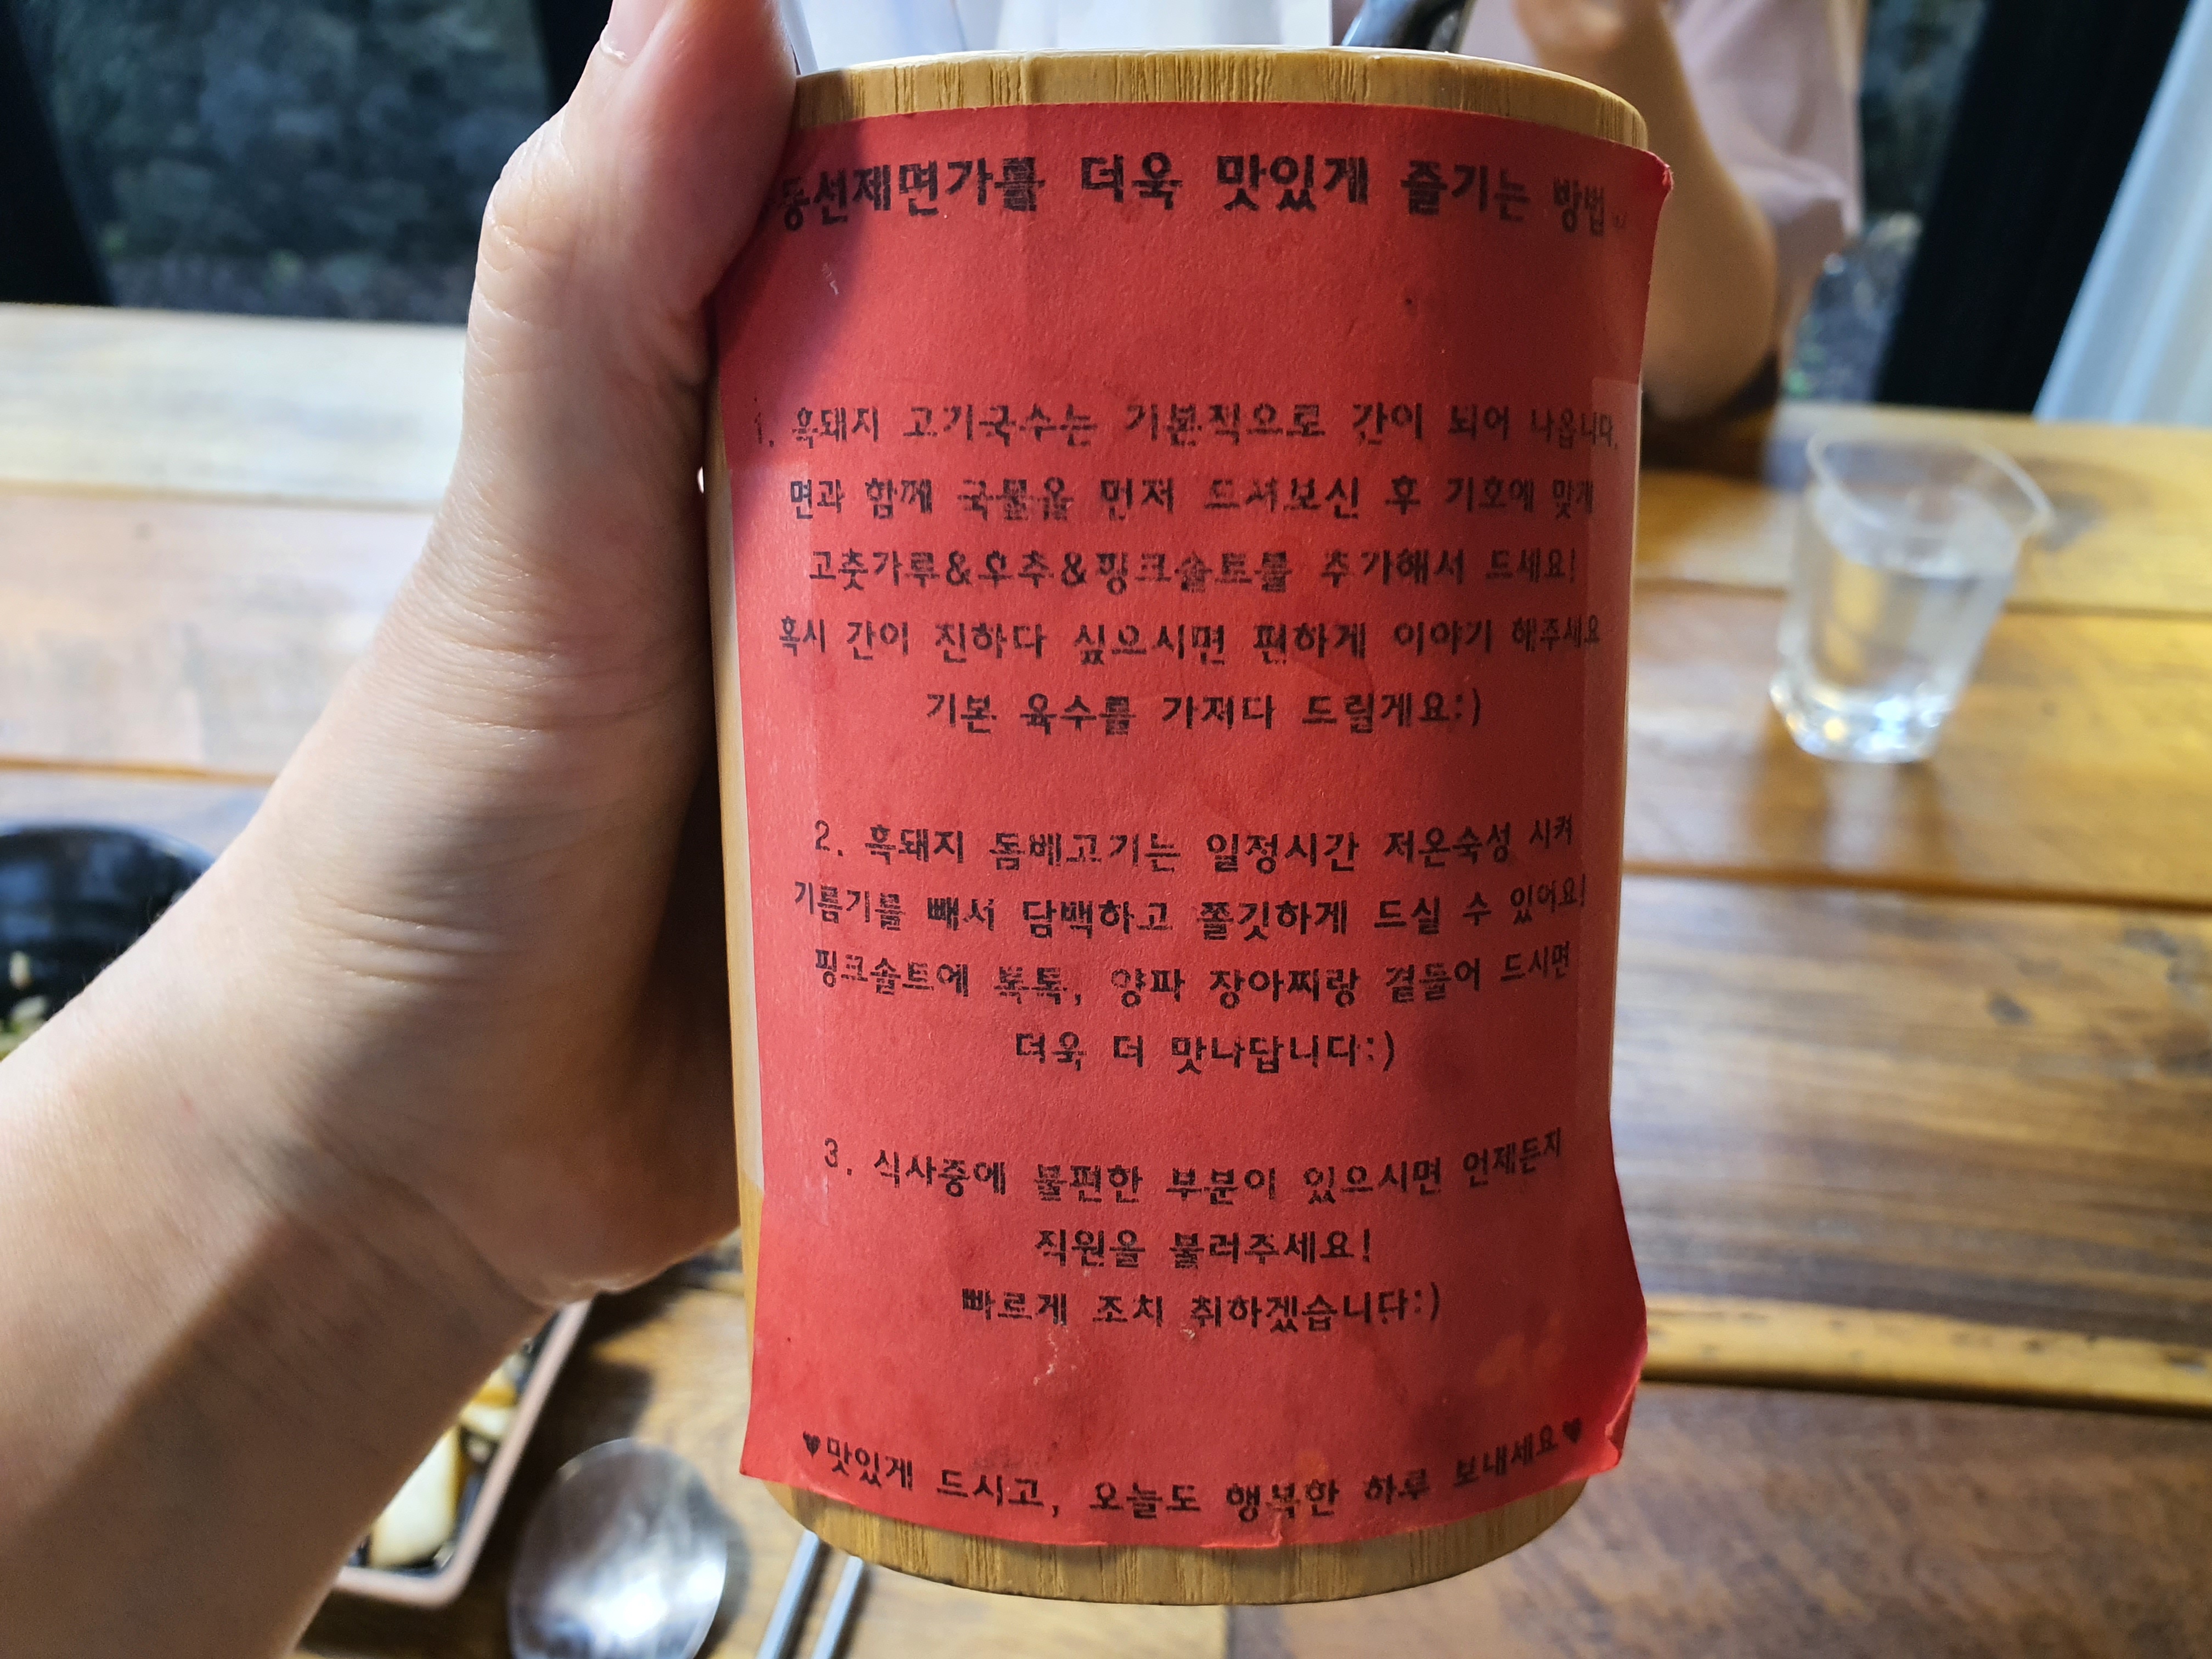 동선제면가를 더욱 맛있게 즐기는 방법~
1. 흑돼지 고기국수는 기본적으로 간이 되어 나옵니다.
면과 함께 국물을 먼저 드셔보신 후 기호에 맞게
고춧가루&후추&핑크솔트를 추가해서 드세요!
혹시 간이 진하다 싶으시면 편하게 이야기 해주세요
기본 육수를 가져다 드릴게요:)
2. 흑돼지 돔베고기는 일정시간 저온숙성 시켜
기름기를 빼서 담백하고 쫄깃하게 드실 수 있어요!
핑크솔트에 톡톡, 양파 장아찌랑 곁들어 드시면
더욱 더 맛나답니다:)
3. 식사중에 불편한 부분이 있으시면 언제든지
직원을 불러주세요!
빠르게 조치 취하겠습니다:)
♥맛있게 드시고, 오늘도 행복한 하루 보내세요♥